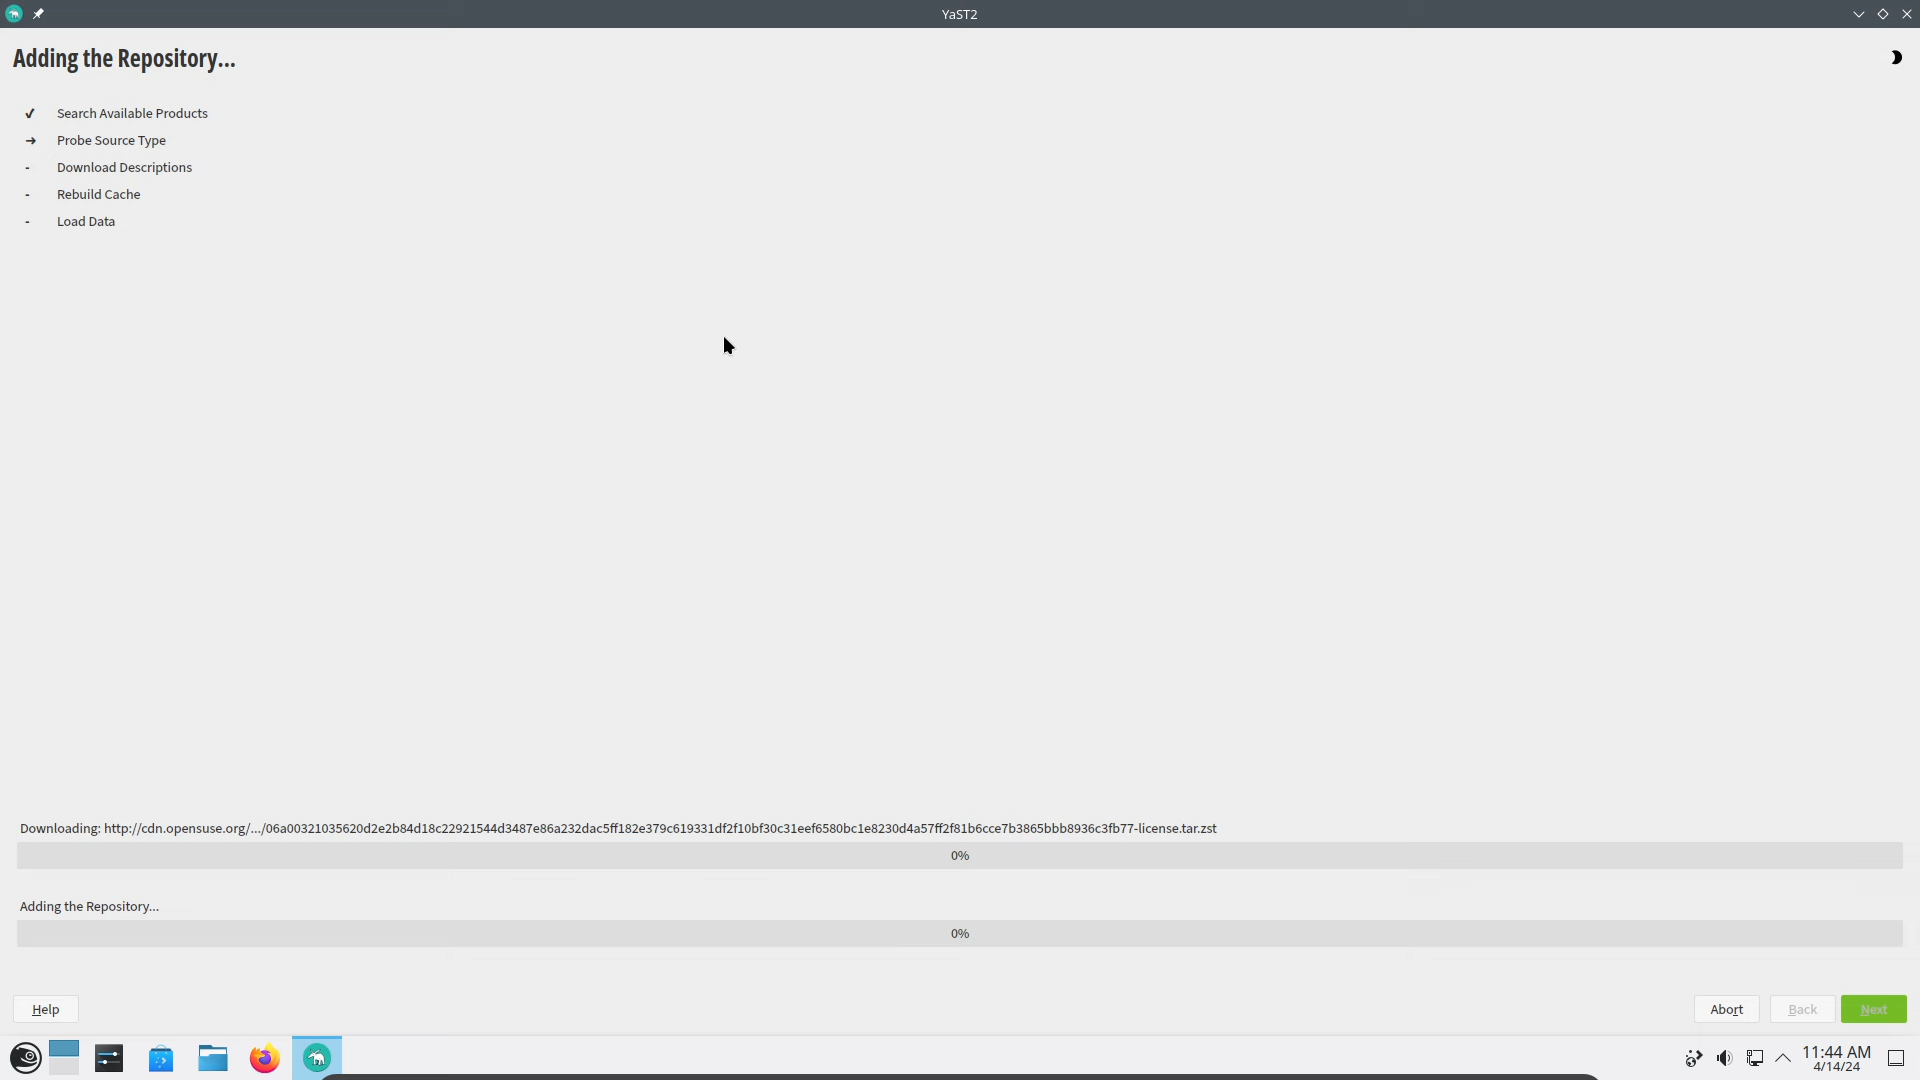 YaST2
Adding the Repository...
✔ Search Available Products
➔ Probe Source Type
- Download Descriptions
- Rebuild Cache
- Load Data
Downloading: http://cdn.opensuse.org/.../06a00321035620d2e2b84d18c22921544d3487e86a232dac5ff182e379c619331df2f10bf30c31eef6580bc1e8230d4a57ff2f81b6cce7b3865bbb8936c3fb77-license.tar.zst
0%
Adding the Repository...
0%
Help
Abort
Back
Next
11:44 AM
4/14/24